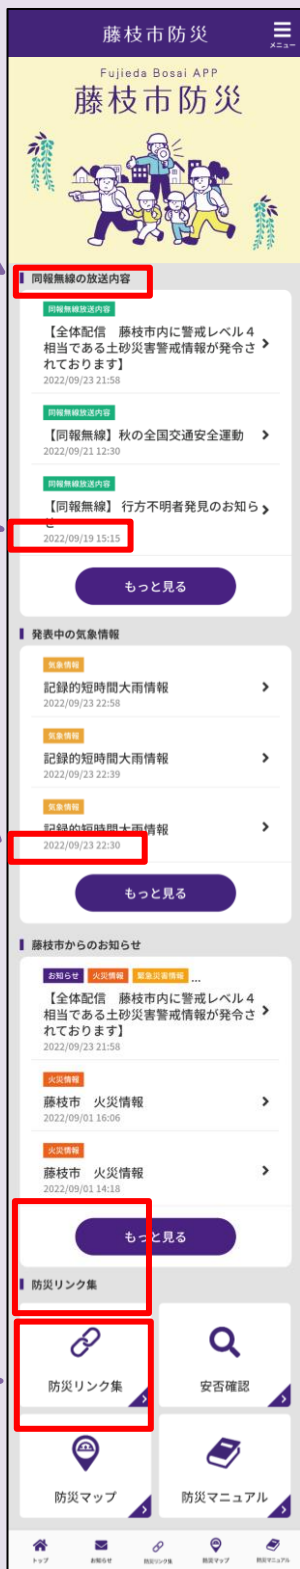 藤枝市防災
メニュー
Fujieda Bosai APP
藤枝市防災
同報無線の放送内容
同報無線放送内容
【全体配信　藤枝市内に警戒レベル４
相当である土砂災害警戒情報が発令さ
れております】
2022/09/23 21:58
同報無線放送内容
【同報無線】秋の全国交通安全運動
2022/09/21 12:30
同報無線放送内容
【同報無線】 行方不明者発見のお知ら
せ
2022/09/19 15:15
もっと見る
発表中の気象情報
気象情報
記録的短時間大雨情報
2022/09/23 22:58
気象情報
記録的短時間大雨情報
2022/09/23 22:39
気象情報
記録的短時間大雨情報
2022/09/23 22:30
もっと見る
藤枝市からのお知らせ
お知らせ 火災情報 緊急災害情報 ...
【全体配信　藤枝市内に警戒レベル４
相当である土砂災害警戒情報が発令さ
れております】
2022/09/23 21:58
火災情報
藤枝市　火災情報
2022/09/01 16:06
火災情報
藤枝市　火災情報
2022/09/01 14:18
もっと見る
防災リンク集
防災リンク集 安否確認
防災マップ 防災マニュアル
トップ お知らせ 防災リンク集 防災マップ 防災マニュアル